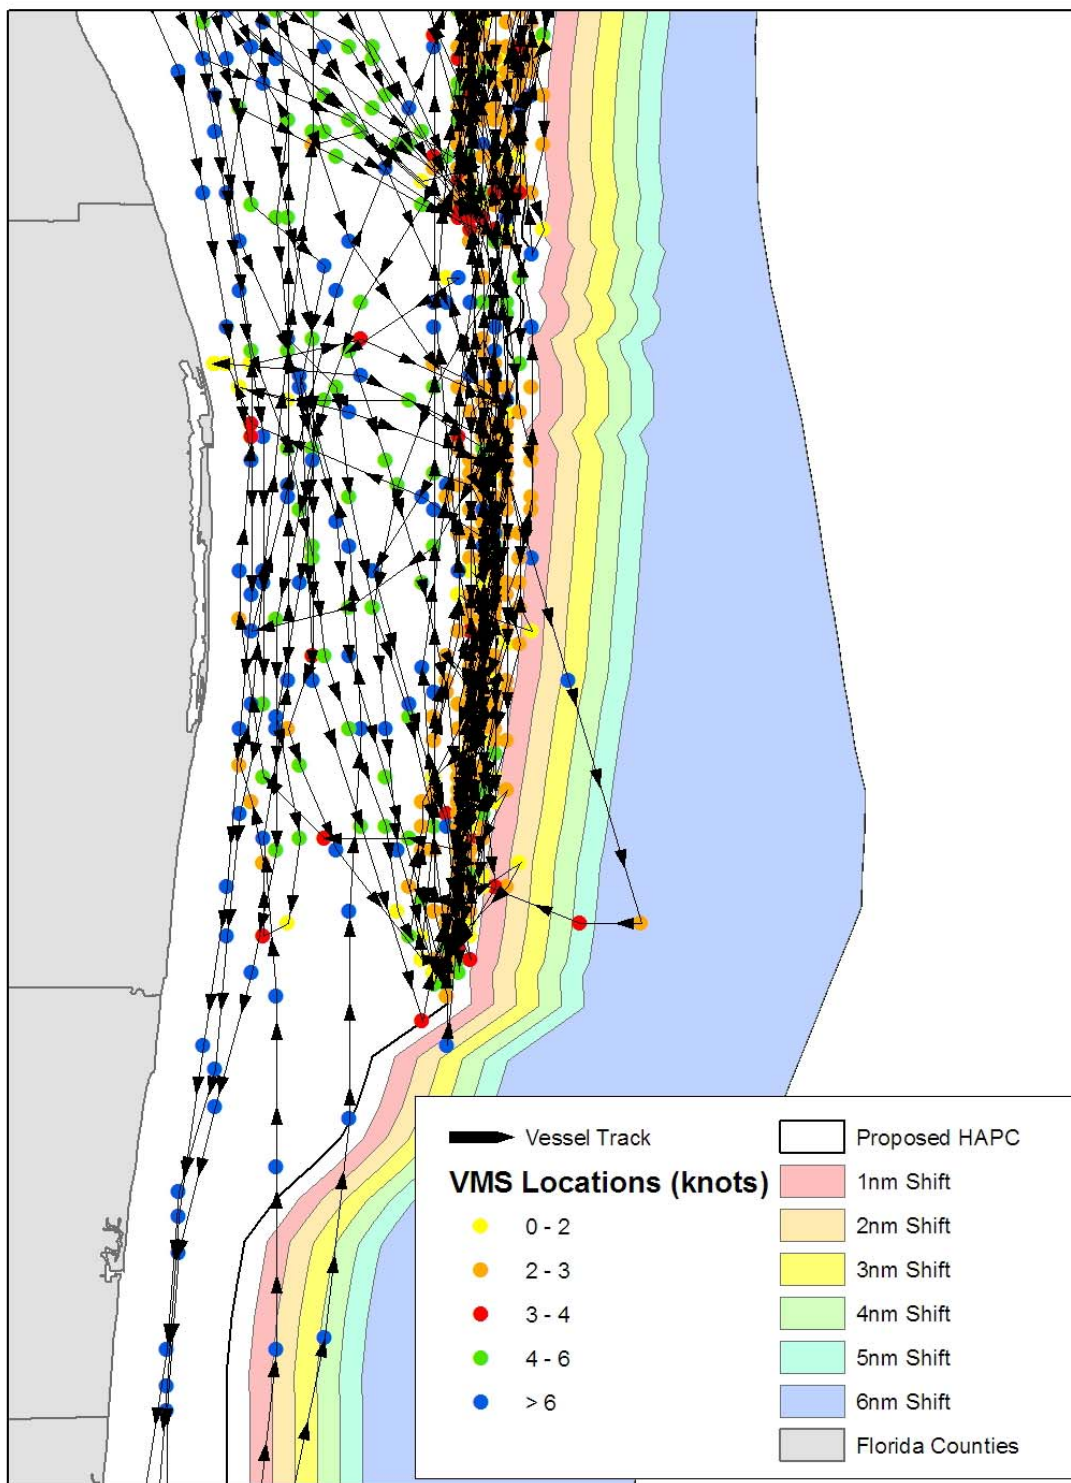 Vessel Track
VMS Locations (knots)
0 - 2
2 - 3
3 - 4
4 - 6
> 6
Proposed HAPC
1nm Shift
2nm Shift
3nm Shift
4nm Shift
5nm Shift
6nm Shift
Florida Counties